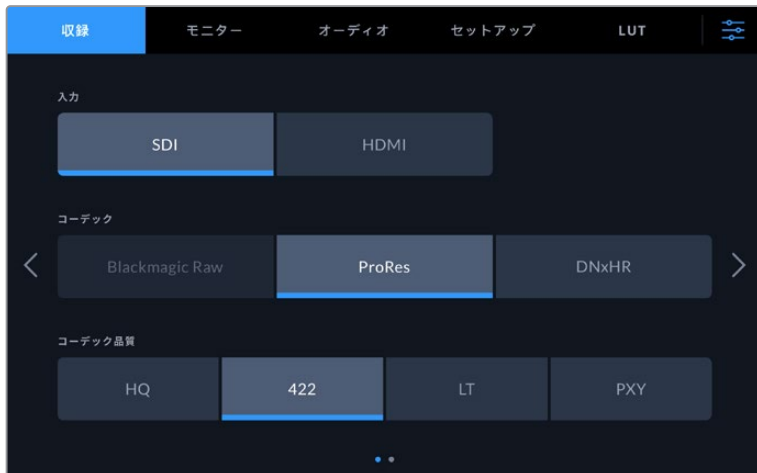 収録 モニター オーディオ セットアップ LUT
入力
SDI HDMI
コーデック
Blackmagic Raw ProRes DNxHR
コーデック品質
HQ 422 LT PXY